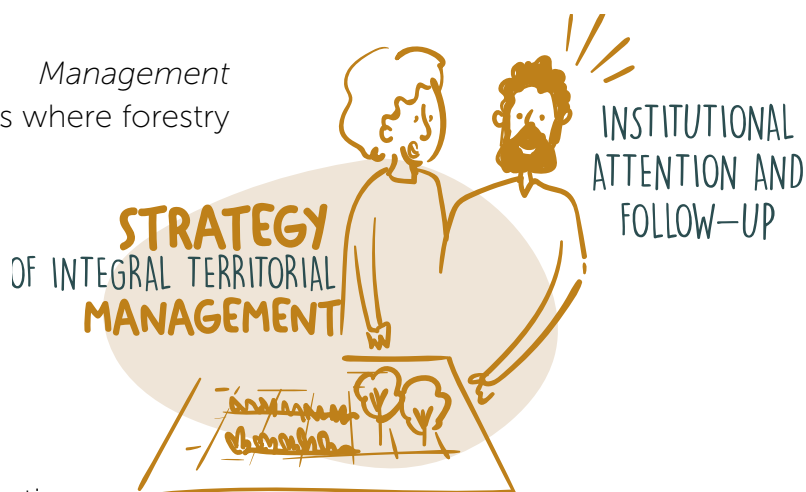 Management
s where forestry
INSTITUTIONAL
ATTENTION AND
FOLLOW–UP
STRATEGY
OF INTEGRAL TERRITORIAL
MANAGEMENT